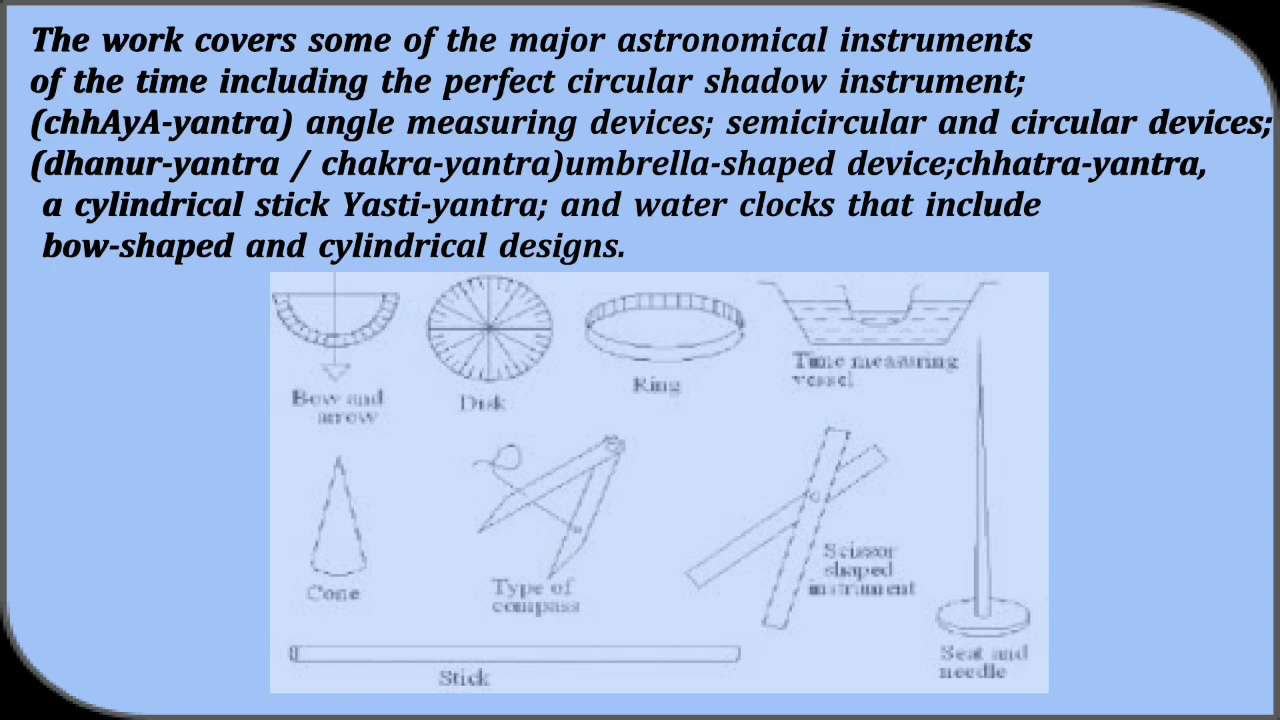 The work covers some of the major astronomical instruments
of the time including the perfect circular shadow instrument;
(chhAyA-yantra) angle measuring devices; semicircular and circular devices;
(dhanur-yantra / chakra-yantra)umbrella-shaped device;chhatra-yantra,
a cylindrical stick Yasti-yantra; and water clocks that include
bow-shaped and cylindrical designs.
Bow and
arrow
Disk
Ring
Time measuring
vessel
Cone
Type of
compass
Scissor
shaped
instrument
Stick
Seat and
needle